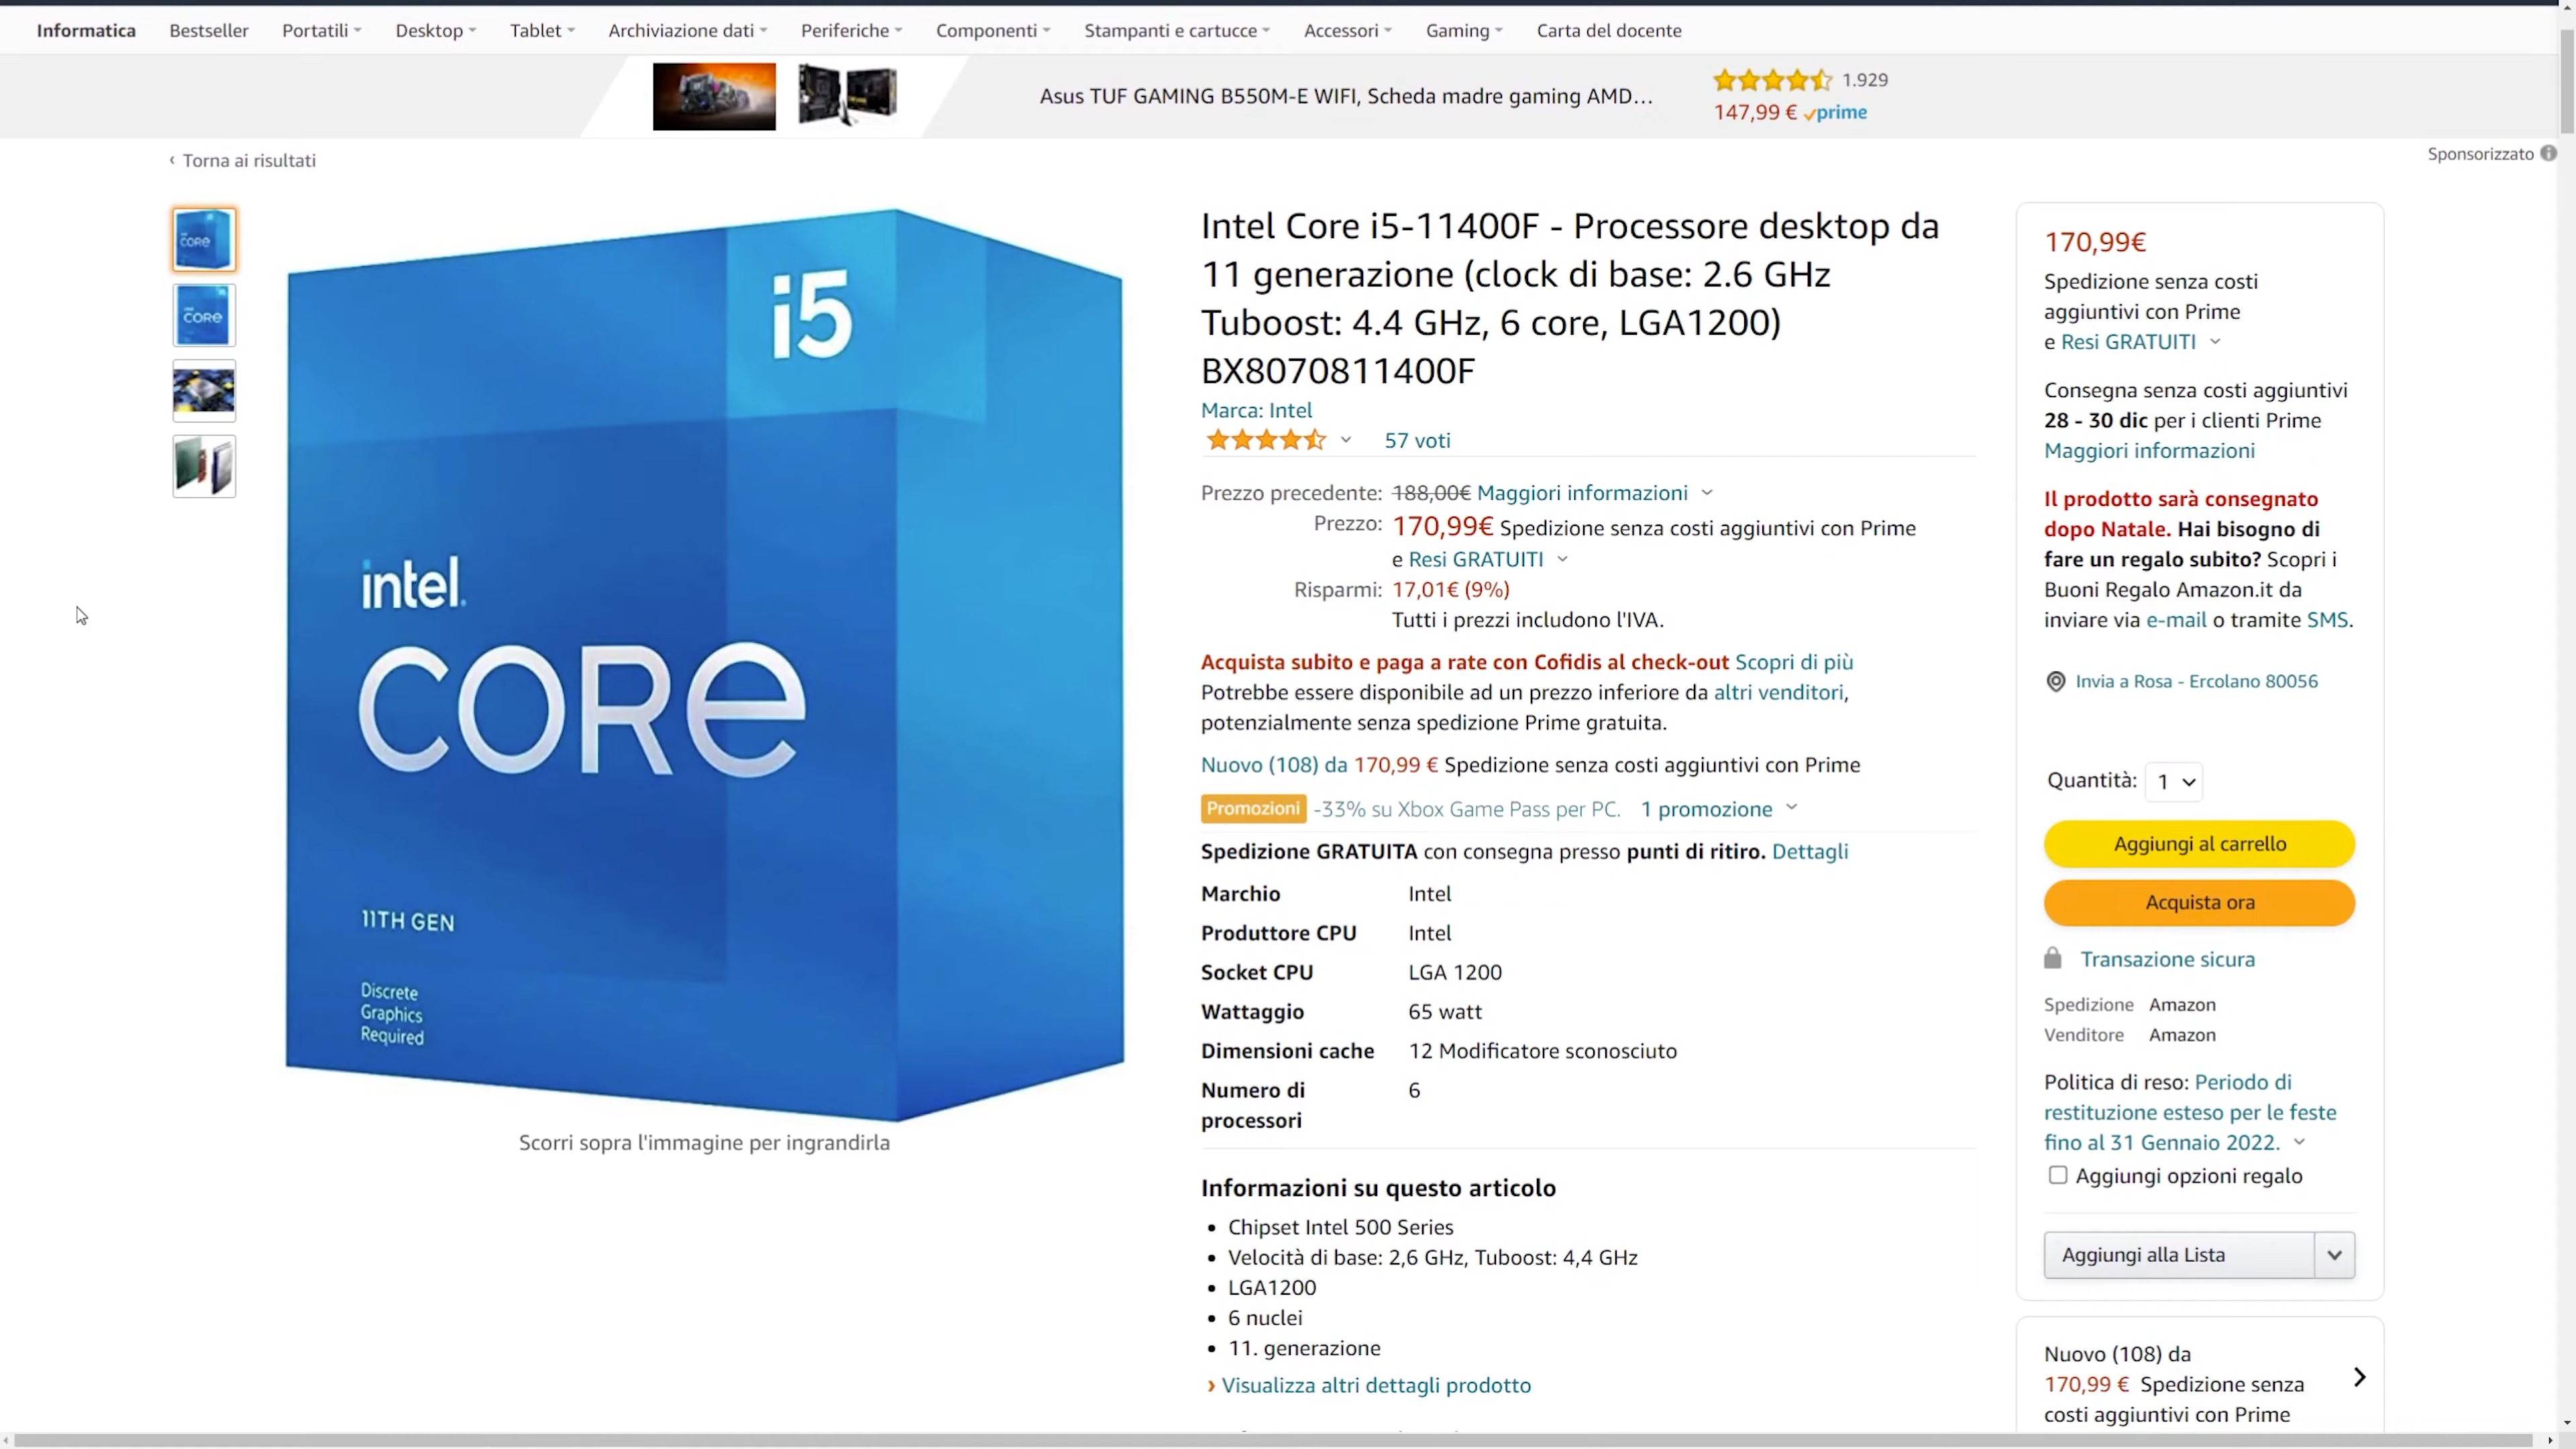 Informatica Bestseller Portatili Desktop Tablet Archiviazione dati Periferiche Componenti Stampanti e cartucce Accessori Gaming Carta del docente
Asus TUF GAMING B550M-E WIFI, Scheda madre gaming AMD...
1.929
147,99 € prime
Sponsorizzato
‹ Torna ai risultati
core
core
i5
intel.
core
11TH GEN
Discrete
Graphics
Required
Scorri sopra l'immagine per ingrandirla
Intel Core i5-11400F - Processore desktop da
11 generazione (clock di base: 2.6 GHz
Tuboost: 4.4 GHz, 6 core, LGA1200)
BX8070811400F
Marca: Intel
57 voti
Prezzo precedente: 188,00€ Maggiori informazioni
Prezzo: 170,99€ Spedizione senza costi aggiuntivi con Prime
e Resi GRATUITI
Risparmi: 17,01€ (9%)
Tutti i prezzi includono l'IVA.
Acquista subito e paga a rate con Cofidis al check-out Scopri di più
Potrebbe essere disponibile ad un prezzo inferiore da altri venditori,
potenzialmente senza spedizione Prime gratuita.
Nuovo (108) da 170,99 € Spedizione senza costi aggiuntivi con Prime
Promozioni -33% su Xbox Game Pass per PC. 1 promozione
Spedizione GRATUITA con consegna presso punti di ritiro. Dettagli
Marchio Intel
Produttore CPU Intel
Socket CPU LGA 1200
Wattaggio 65 watt
Dimensioni cache 12 Modificatore sconosciuto
Numero di 6
processori
Informazioni su questo articolo
• Chipset Intel 500 Series
• Velocità di base: 2,6 GHz, Tuboost: 4,4 GHz
• LGA1200
• 6 nuclei
• 11. generazione
› Visualizza altri dettagli prodotto
170,99€
Spedizione senza costi
aggiuntivi con Prime
e Resi GRATUITI
Consegna senza costi aggiuntivi
28 - 30 dic per i clienti Prime
Maggiori informazioni
Il prodotto sarà consegnato
dopo Natale. Hai bisogno di
fare un regalo subito? Scopri i
Buoni Regalo Amazon.it da
inviare via e-mail o tramite SMS.
Invia a Rosa - Ercolano 80056
Quantità: 1
Aggiungi al carrello
Acquista ora
Transazione sicura
Spedizione Amazon
Venditore Amazon
Politica di reso: Periodo di
restituzione esteso per le feste
fino al 31 Gennaio 2022.
Aggiungi opzioni regalo
Aggiungi alla Lista
Nuovo (108) da
170,99 € Spedizione senza
costi aggiuntivi con Prime